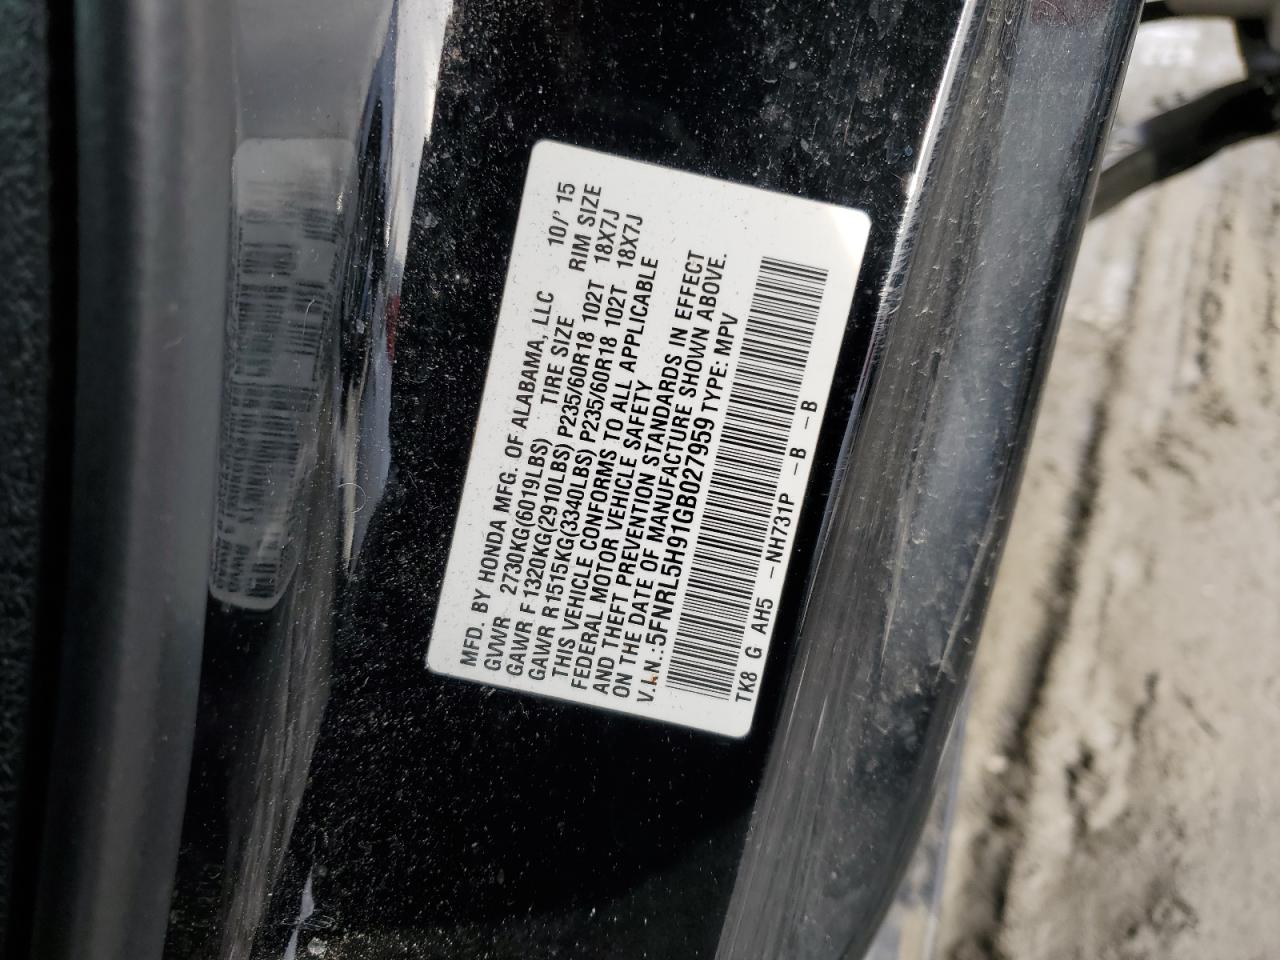 MFD. BY HONDA MFG. OF ALABAMA, LLC 10/' 15
GVWR 2730KG(6019LBS) TIRE SIZE RIM SIZE
GAWR F 1320KG(2910LBS) P235/60R18 102T 18X7J
GAWR R 1515KG(3340LBS) P235/60R18 102T 18X7J
THIS VEHICLE CONFORMS TO ALL APPLICABLE
FEDERAL MOTOR VEHICLE SAFETY
AND THEFT PREVENTION STANDARDS IN EFFECT
ON THE DATE OF MANUFACTURE SHOWN ABOVE.
V.I.N.:5FNRL5H91GB027959 TYPE: MPV
TK8 G AH5 -NH731P -B -B